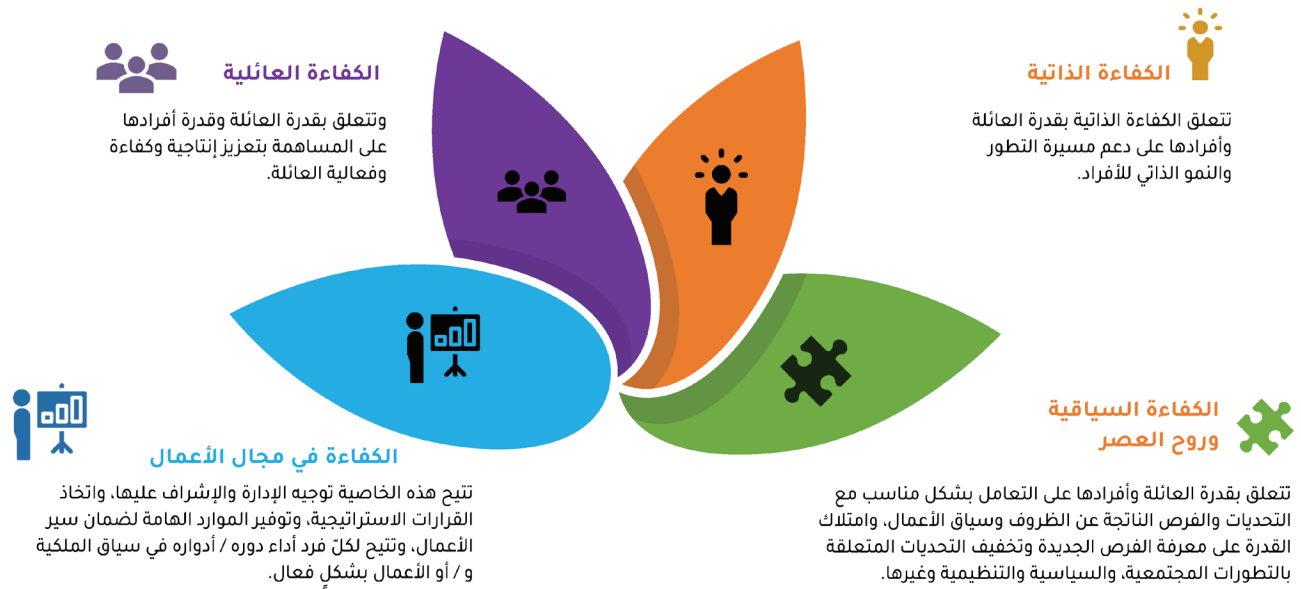 الكفاءة الذاتية
تتعلق الكفاءة الذاتية بقدرة العائلة
وأفرادها على دعم مسيرة التطور
والنمو الذاتي للأفراد.
الكفاءة العائلية
وتتعلق بقدرة العائلة وقدرة أفرادها
على المساهمة بتعزيز إنتاجية وكفاءة
وفعالية العائلة.
الكفاءة السياقية
وروح العصر
تتعلق بقدرة العائلة وأفرادها على التعامل بشكل مناسب مع
التحديات والفرص الناتجة عن الظروف وسياق الأعمال، وامتلاك
القدرة على معرفة الفرص الجديدة وتخفيف التحديات المتعلقة
بالتطورات المجتمعية، والسياسية والتنظيمية وغيرها.
الكفاءة في مجال الأعمال
تتيح هذه الخاصية توجيه الإدارة والإشراف عليها، واتخاذ
القرارات الاستراتيجية، وتوفير الموارد الهامة لضمان سير
الأعمال، وتتيح لكلّ فرد أداء دوره / أدواره في سياق الملكية
و / أو الأعمال بشكلٍ فعال.